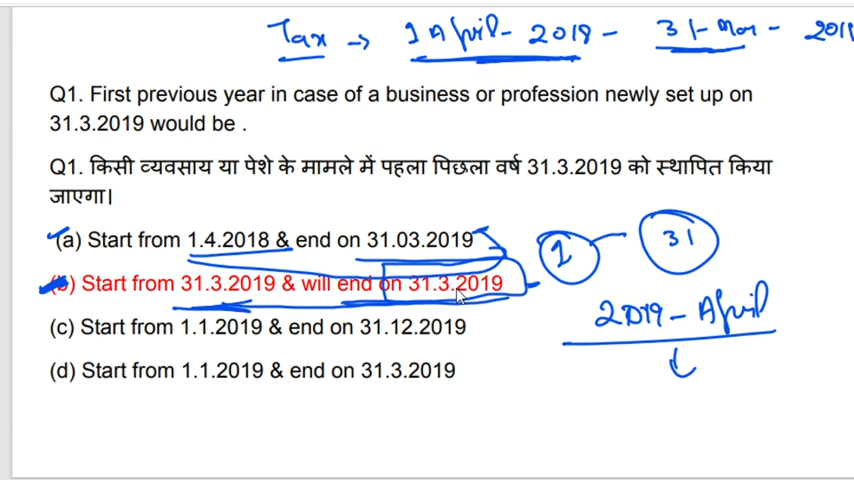 Tax → 1 April - 2018 - 31 - Mar - 201
Q1. First previous year in case of a business or profession newly set up on
31.3.2019 would be .
Q1. किसी व्यवसाय या पेशे के मामले में पहला पिछला वर्ष 31.3.2019 को स्थापित किया
जाएगा।
(a) Start from 1.4.2018 & end on 31.03.2019
1 - 31
(b) Start from 31.3.2019 & will end on 31.3.2019
2019 - April
(c) Start from 1.1.2019 & end on 31.12.2019
(d) Start from 1.1.2019 & end on 31.3.2019